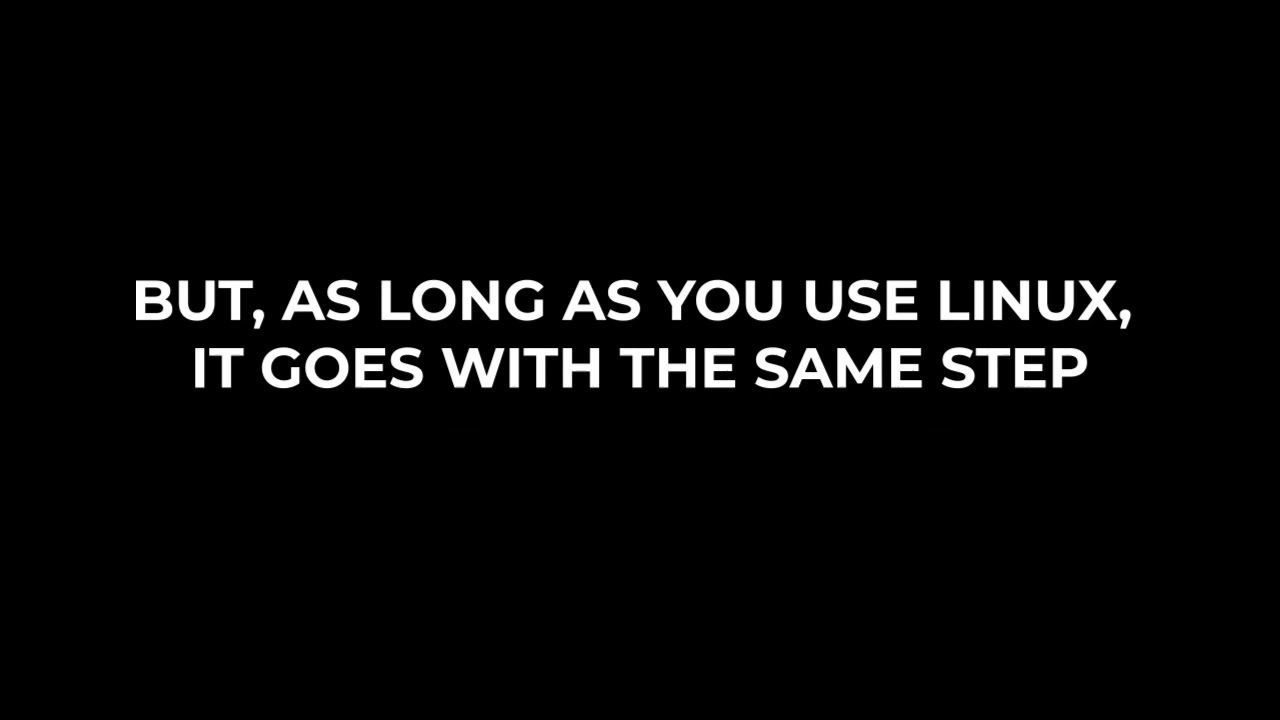 BUT, AS LONG AS YOU USE LINUX,
IT GOES WITH THE SAME STEP